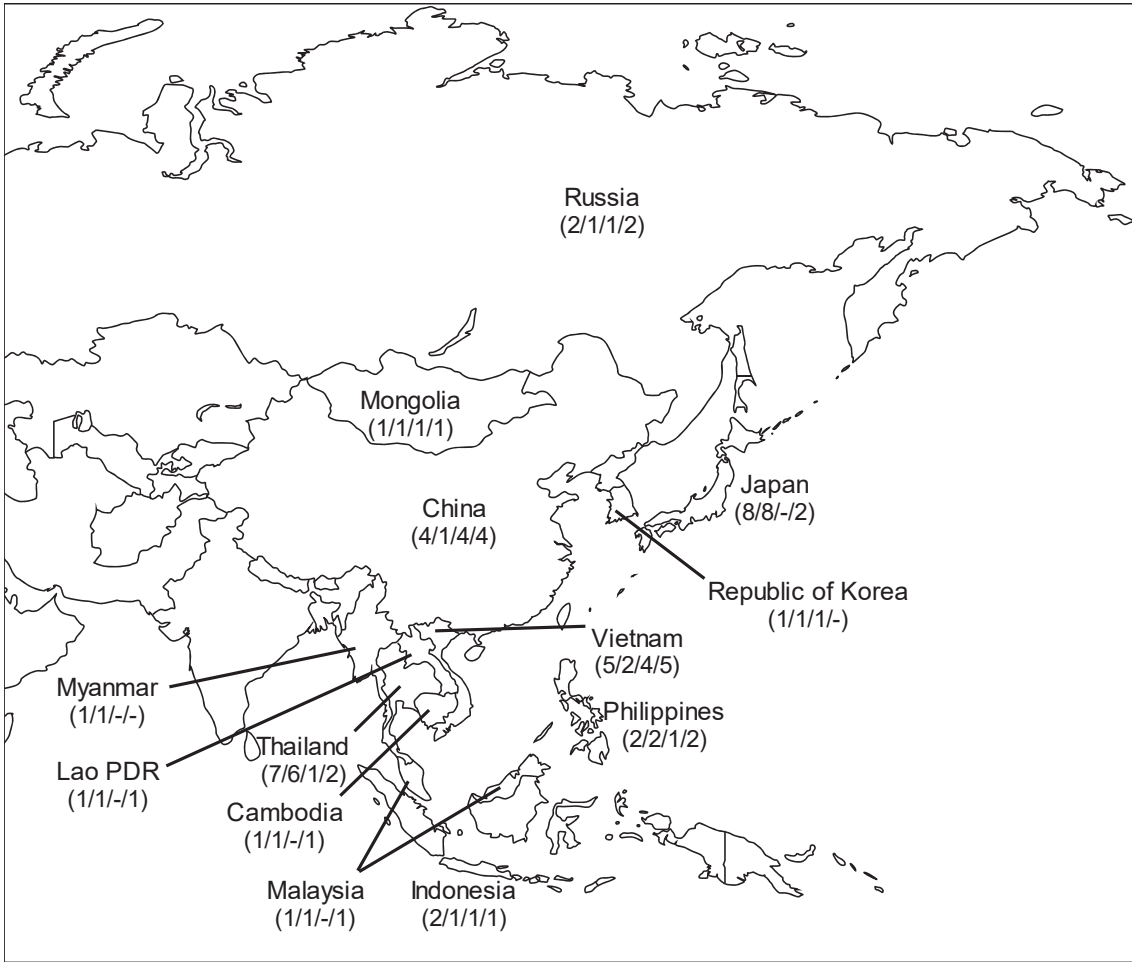 Russia
(2/1/1/2)
Mongolia
(1/1/1/1)
China
(4/1/4/4)
Japan
(8/8/-/2)
Republic of Korea
(1/1/1/-)
Vietnam
(5/2/4/5)
Myanmar
(1/1/-/-)
Philippines
(2/2/1/2)
Thailand
(7/6/1/2)
Lao PDR
(1/1/-/1)
Cambodia
(1/1/-/1)
Malaysia
(1/1/-/1)
Indonesia
(2/1/1/1)